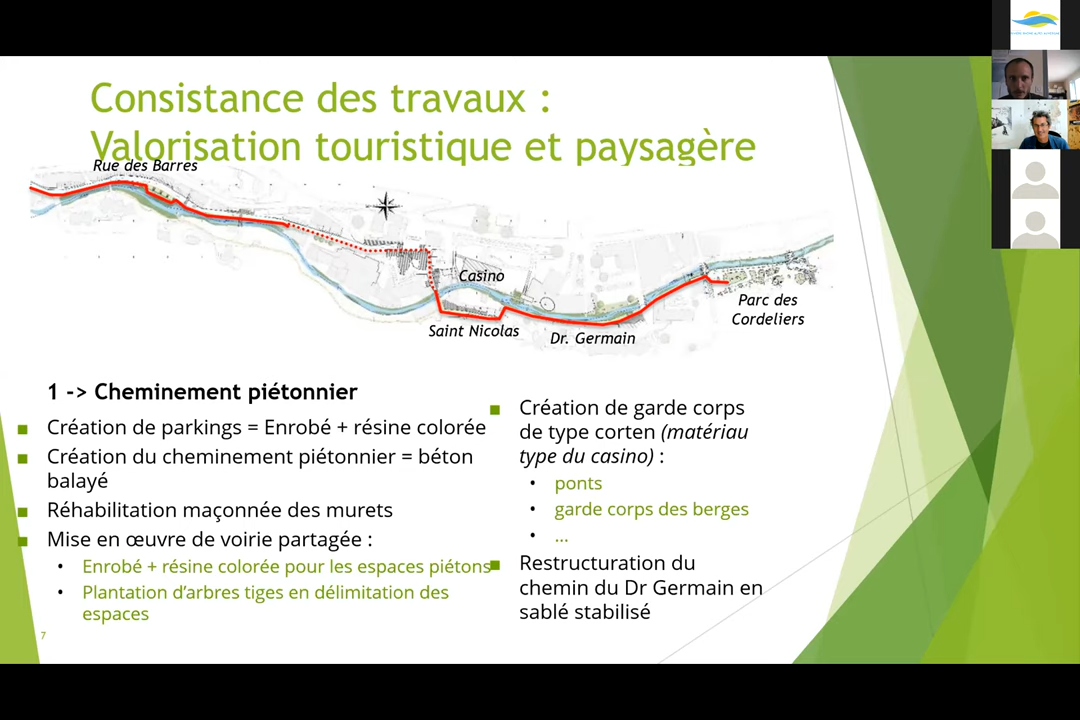 Consistance des travaux :
Valorisation touristique et paysagère
Rue des Barres
Casino
Saint Nicolas
Dr. Germain
Parc des
Cordeliers
1 -> Cheminement piétonnier
Création de parkings = Enrobé + résine colorée
Création du cheminement piétonnier = béton
balayé
Réhabilitation maçonnée des murets
Mise en œuvre de voirie partagée :
Enrobé + résine colorée pour les espaces piétons
Plantation d’arbres tiges en délimitation des
espaces
Création de garde corps
de type corten (matériau
type du casino) :
ponts
garde corps des berges
...
Restructuration du
chemin du Dr Germain en
sablé stabilisé
7